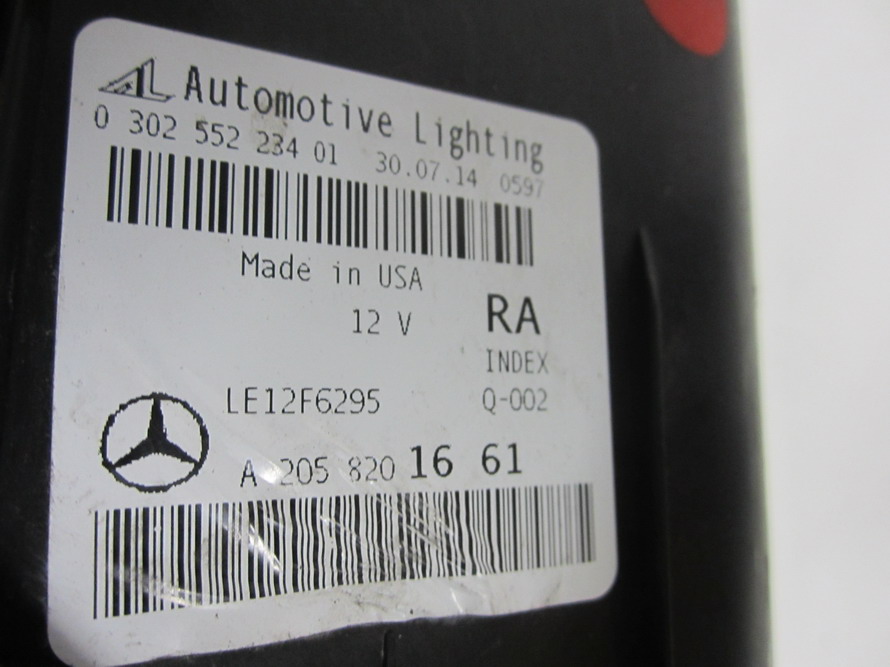 AL Automotive Lighting
0 302 552 234 01 30.07.14 0597
Made in USA
12 V RA
INDEX
LE12F6295 Q-002
A 205 820 16 61